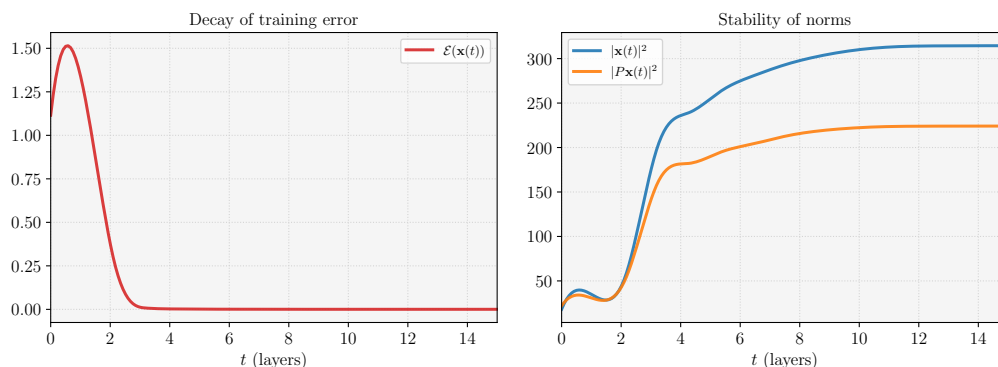 Decay of training error
1.50
1.25
1.00
0.75
0.50
0.25
0.00
0 2 4 6 8 10 12 14
t (layers)
ℰ(𝐱(t))
Stability of norms
300
250
200
150
100
50
0 2 4 6 8 10 12 14
t (layers)
|𝐱(t)|²
|P𝐱(t)|²